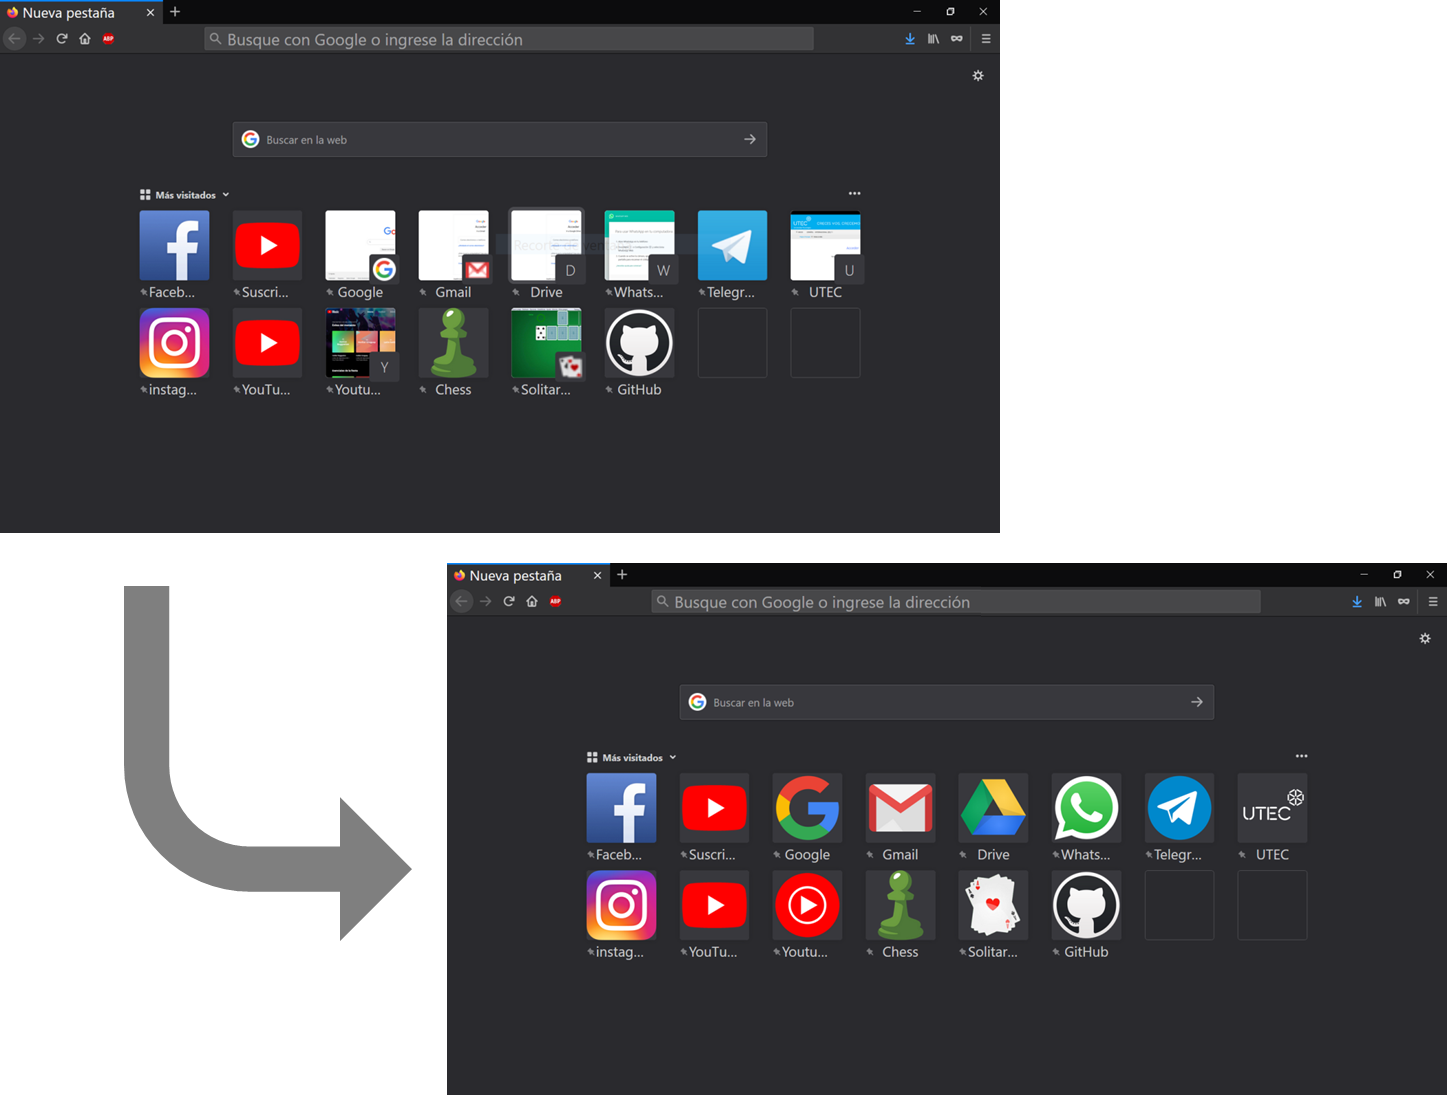 Nueva pestaña
ABP
Busque con Google o ingrese la dirección
Buscar en la web
Más visitados
UTEC
D
W
U
Faceb...
Suscri...
Google
Gmail
Drive
Whats...
Telegr...
UTEC
Y
instag...
YouTu...
Youtu...
Chess
Solitar...
GitHub
Nueva pestaña
ABP
Busque con Google o ingrese la dirección
Buscar en la web
Más visitados
UTEC
Faceb...
Suscri...
Google
Gmail
Drive
Whats...
Telegr...
UTEC
instag...
YouTu...
Youtu...
Chess
Solitar...
GitHub